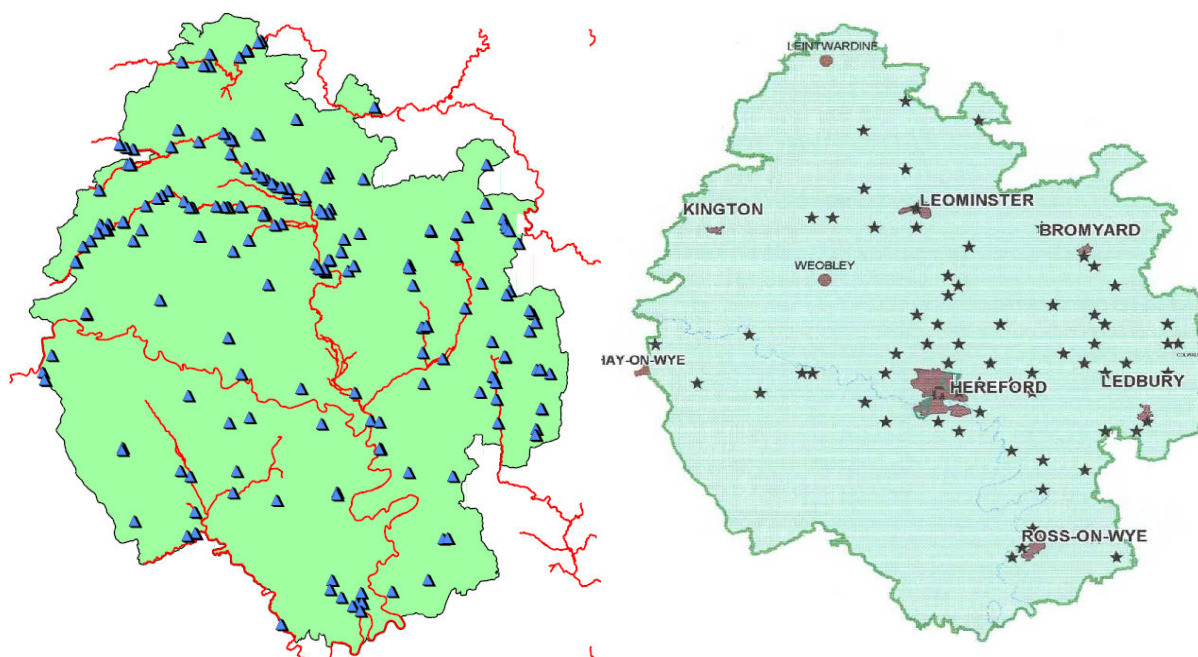 LEINTWARDINE
LEOMINSTER
KINGTON
BROMYARD
WEOBLEY
HAY-ON-WYE
HEREFORD
LEDBURY
ROSS-ON-WYE